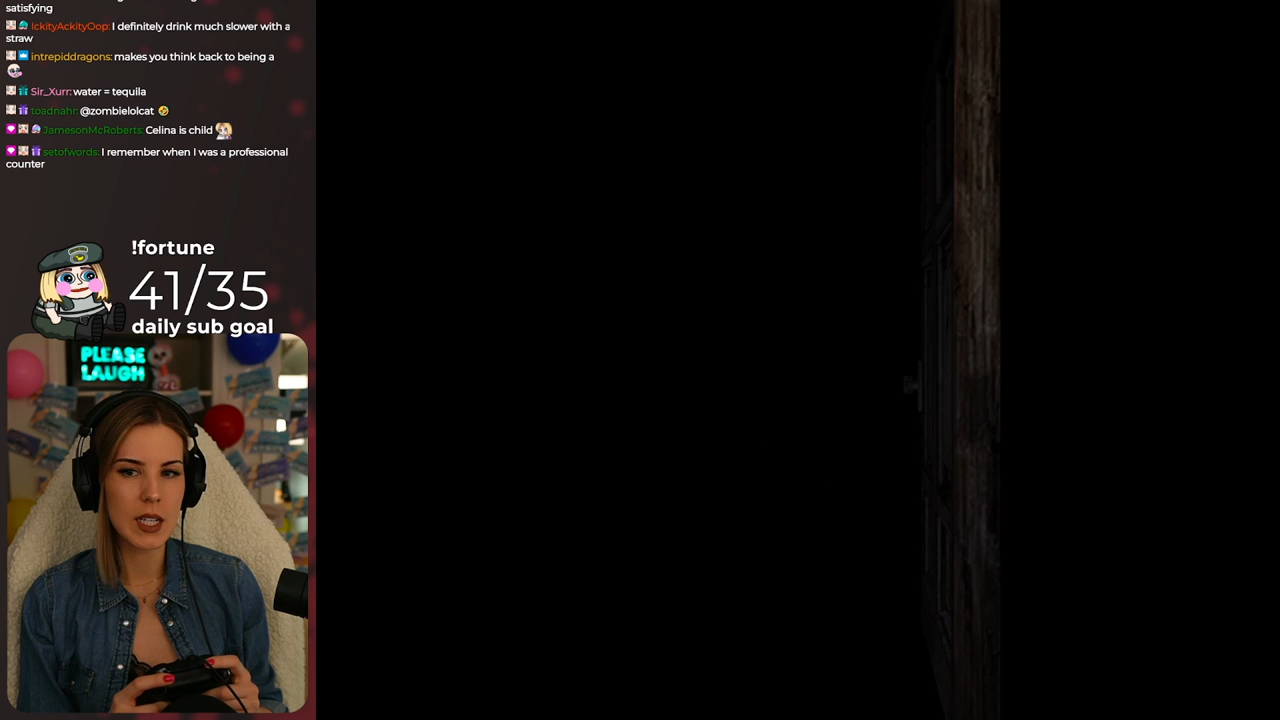 satisfying
IckityAckityOop: I definitely drink much slower with a
straw
intrepiddragons: makes you think back to being a
Sir_Xurr: water = tequila
toadnahr: @zombielolcat
JamesonMcRoberts: Celina is child
setofwords: I remember when I was a professional
counter
!fortune
41/35
daily sub goal
PLEASE
LAUGH